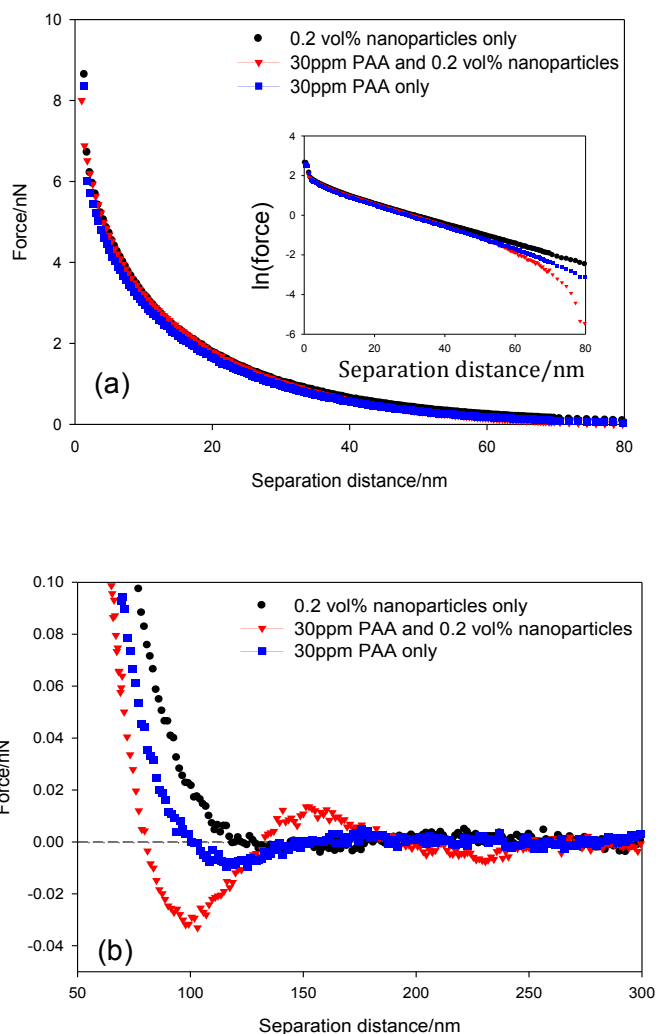 10
8
6
4
2
0
Force/nN
0.2 vol% nanoparticles only
30ppm PAA and 0.2 vol% nanoparticles
30ppm PAA only
4
2
0
-2
-4
-6
ln(force)
0 20 40 60 80
Separation distance/nm
(a)
0 20 40 60 80
Separation distance/nm
0.10
0.08
0.06
0.04
0.02
0.00
-0.02
-0.04
Force/nN
0.2 vol% nanoparticles only
30ppm PAA and 0.2 vol% nanoparticles
30ppm PAA only
(b)
50 100 150 200 250 300
Separation distance/nm